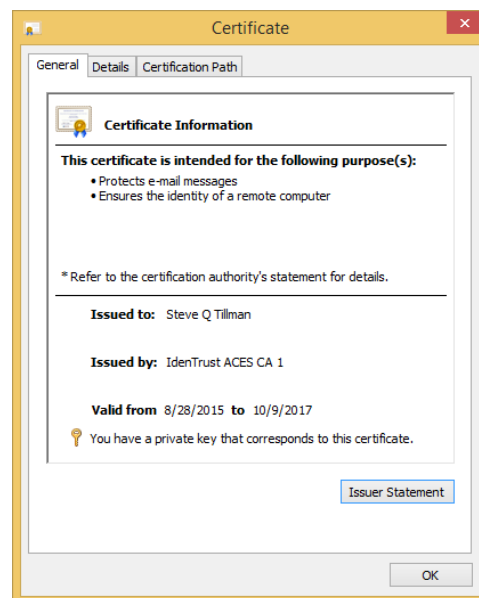 Certificate
General Details Certification Path
Certificate Information
This certificate is intended for the following purpose(s):
• Protects e-mail messages
• Ensures the identity of a remote computer
* Refer to the certification authority's statement for details.
Issued to: Steve Q Tillman
Issued by: IdenTrust ACES CA 1
Valid from 8/28/2015 to 10/9/2017
You have a private key that corresponds to this certificate.
Issuer Statement
OK